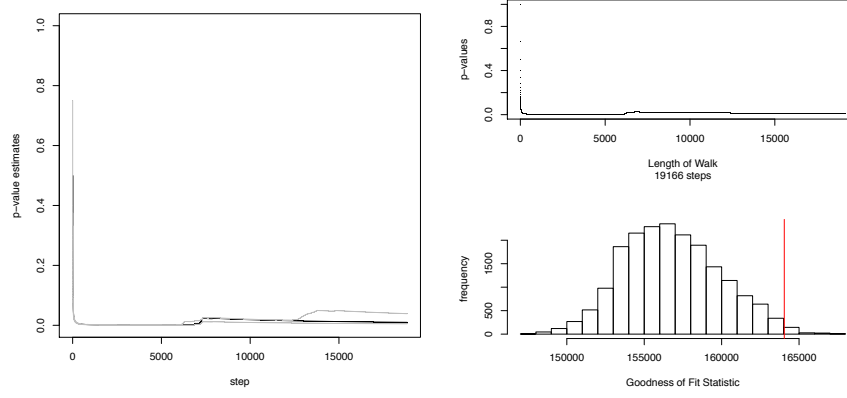 p−value estimates
1.0
0.8
0.6
0.4
0.2
0.0
0 5000 10000 15000
step
p−values
0.8
0.4
0.0
0 5000 10000 15000
Length of Walk
19166 steps
frequency
1500
500
0
150000 155000 160000 165000
Goodness of Fit Statistic